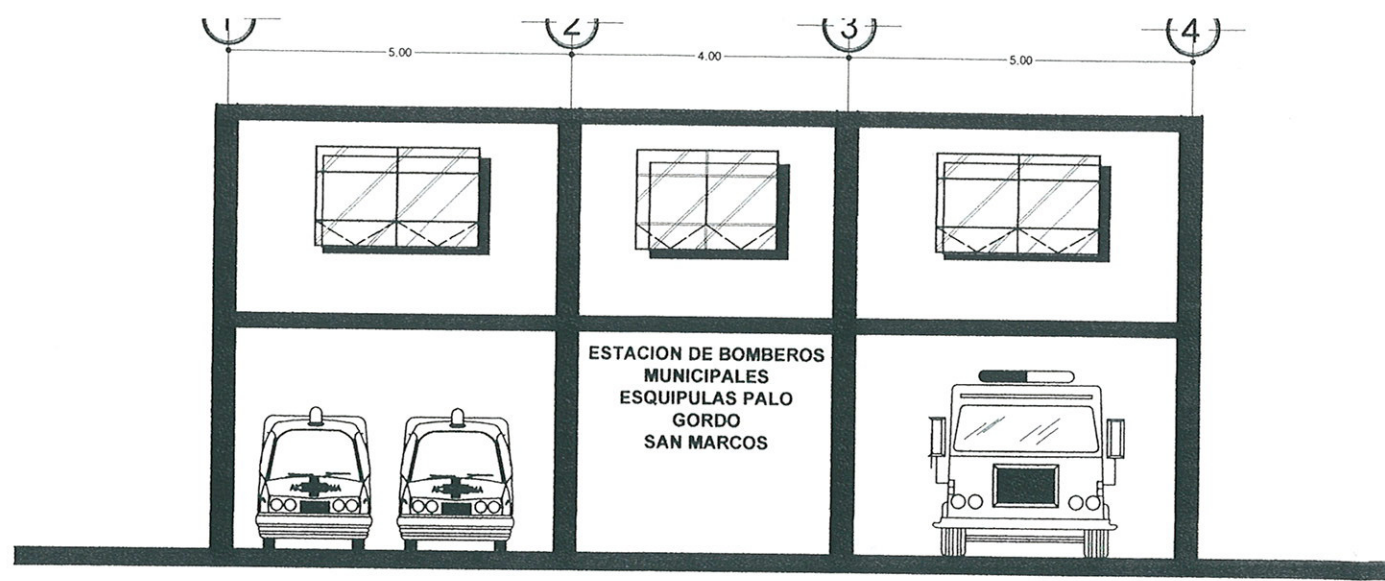 1 2 3 4
5.00 4.00 5.00
ESTACION DE BOMBEROS
MUNICIPALES
ESQUIPULAS PALO
GORDO
SAN MARCOS